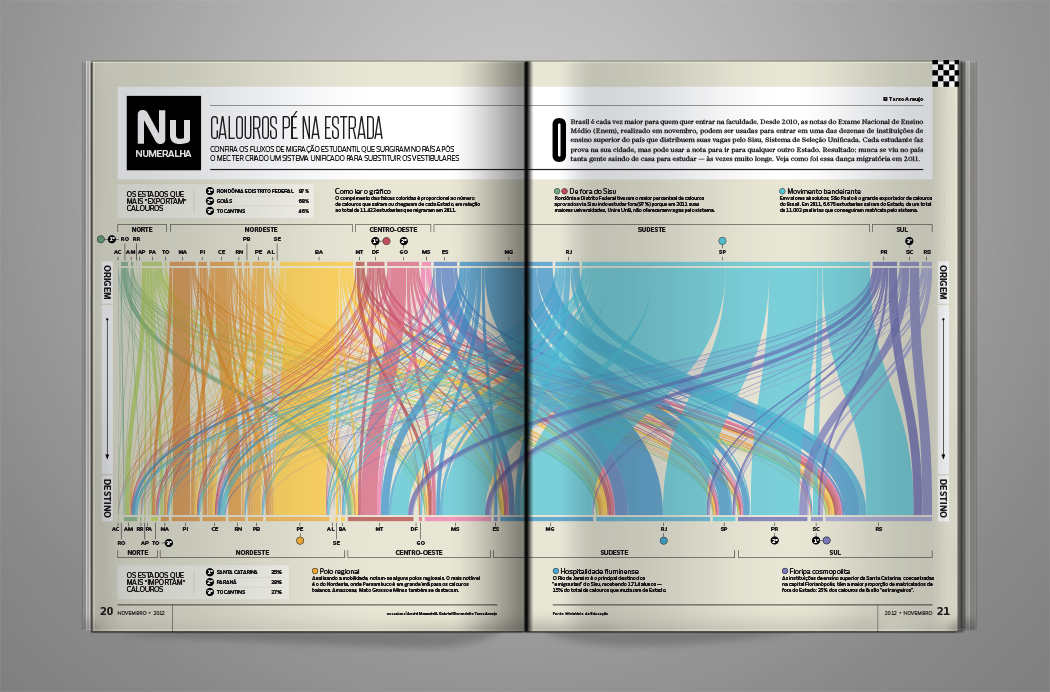 Nu
NUMERALHA
CALOUROS PÉ NA ESTRADA
CONFIRA OS FLUXOS DE MIGRAÇÃO ESTUDANTIL QUE SURGIRAM NO PAÍS APÓS
O MEC TER CRIADO UM SISTEMA UNIFICADO PARA SUBSTITUIR OS VESTIBULARES
Tarso Araujo
O Brasil é cada vez maior para quem quer entrar na faculdade. Desde 2010, as notas do Exame Nacional de Ensino
Médio (Enem), realizado em novembro, podem ser usadas para entrar em uma das dezenas de instituições de
ensino superior do país que distribuem suas vagas pelo Sisu, Sistema de Seleção Unificada. Cada estudante faz
prova na sua cidade, mas pode usar a nota para ir para qualquer outro Estado. Resultado: nunca se viu no país
tanta gente saindo de casa para estudar — às vezes muito longe. Veja como foi essa dança migratória em 2011.
OS ESTADOS QUE
MAIS "EXPORTAM"
CALOUROS
1º RONDÔNIA E DISTRITO FEDERAL 97%
2º GOIÁS 68%
3º TOCANTINS 46%
Como ler o gráfico
O comprimento das faixas coloridas é proporcional ao número
de calouros que saíram ou chegaram de cada Estado, em relação
ao total de 11.422 estudantes que migraram em 2011.
De fora do Sisu
Rondônia e Distrito Federal tiveram o maior percentual de calouros
aprovados via Sisu indo estudar fora (97%) porque em 2011 suas
maiores universidades, Unir e UnB, não ofereceram vagas pelo sistema.
Movimento bandeirante
Em valores absolutos, São Paulo é o grande exportador de calouros
do Brasil. Em 2011, 6.676 estudantes saíram do Estado, de um total
de 11.002 paulistas que conseguiram matrícula pelo sistema.
NORTE NORDESTE CENTRO-OESTE SUDESTE SUL
RO RR PB SE
AC AM AP PA TO MA PI CE RN PE AL BA MT DF GO MS ES MG RJ SP PR SC RS
ORIGEM
ORIGEM
DESTINO
DESTINO
AC AM RR PA MA PI CE RN PB PE AL BA MT DF MS ES MG RJ SP PR SC RS
RO AP TO SE GO
NORTE NORDESTE CENTRO-OESTE SUDESTE SUL
OS ESTADOS QUE
MAIS "IMPORTAM"
CALOUROS
1º SANTA CATARINA 25%
2º PARANÁ
3º TOCANTINS
Polo regional
Analisando a mobilidade, notam-se alguns polos regionais. O mais notável
é o do Nordeste, onde Pernambuco é um grande ímã para os calouros
baianos. Amazonas, Mato Grosso e Minas também se destacam.
Hospitalidade fluminense
O Rio de Janeiro é o principal destino dos
"emigrantes" do Sisu, recebendo
15% do total de calouros que mudaram de Estado.
Floripa cosmopolita
As instituições de ensino superior de Santa Catarina, concentradas
na capital Florianópolis, têm a maior proporção de matriculados de
fora do Estado: 25% dos calouros de lá são "estrangeiros".
20 NOVEMBRO • 2012
Fonte Ministério da Educação
2012 • NOVEMBRO 21